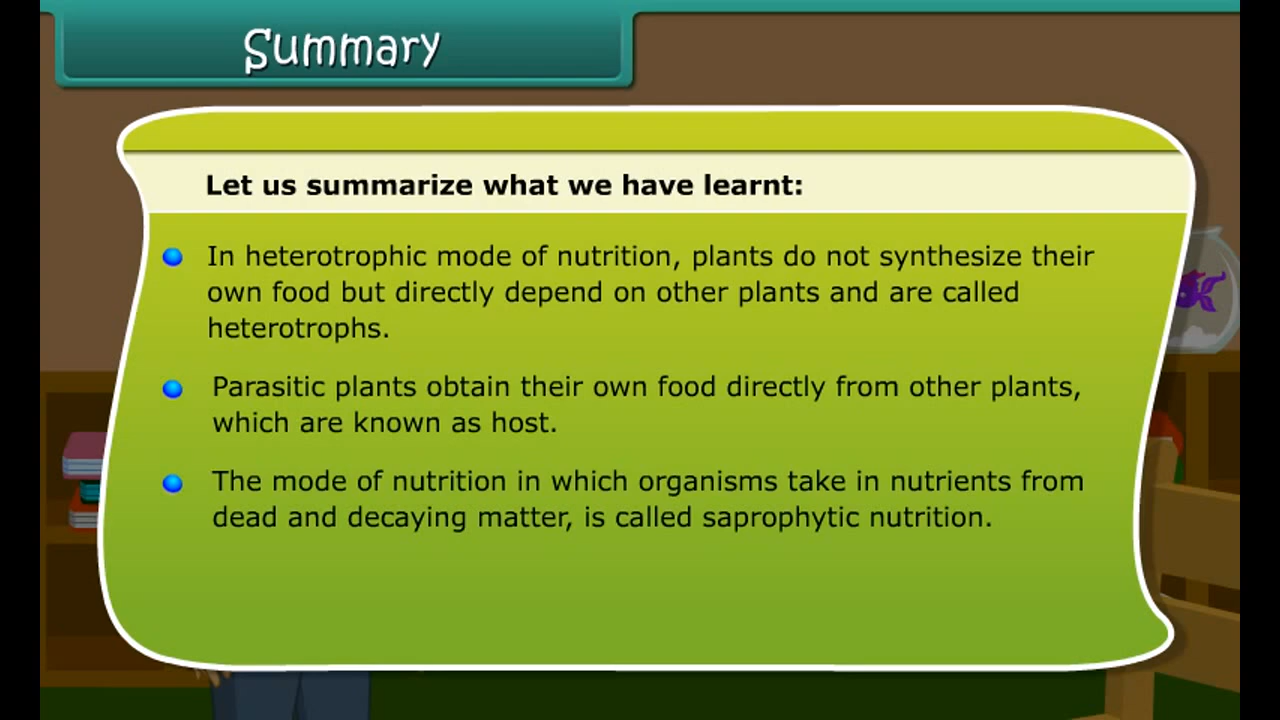 Summary
Let us summarize what we have learnt:
In heterotrophic mode of nutrition, plants do not synthesize their
own food but directly depend on other plants and are called
heterotrophs.
Parasitic plants obtain their own food directly from other plants,
which are known as host.
The mode of nutrition in which organisms take in nutrients from
dead and decaying matter, is called saprophytic nutrition.